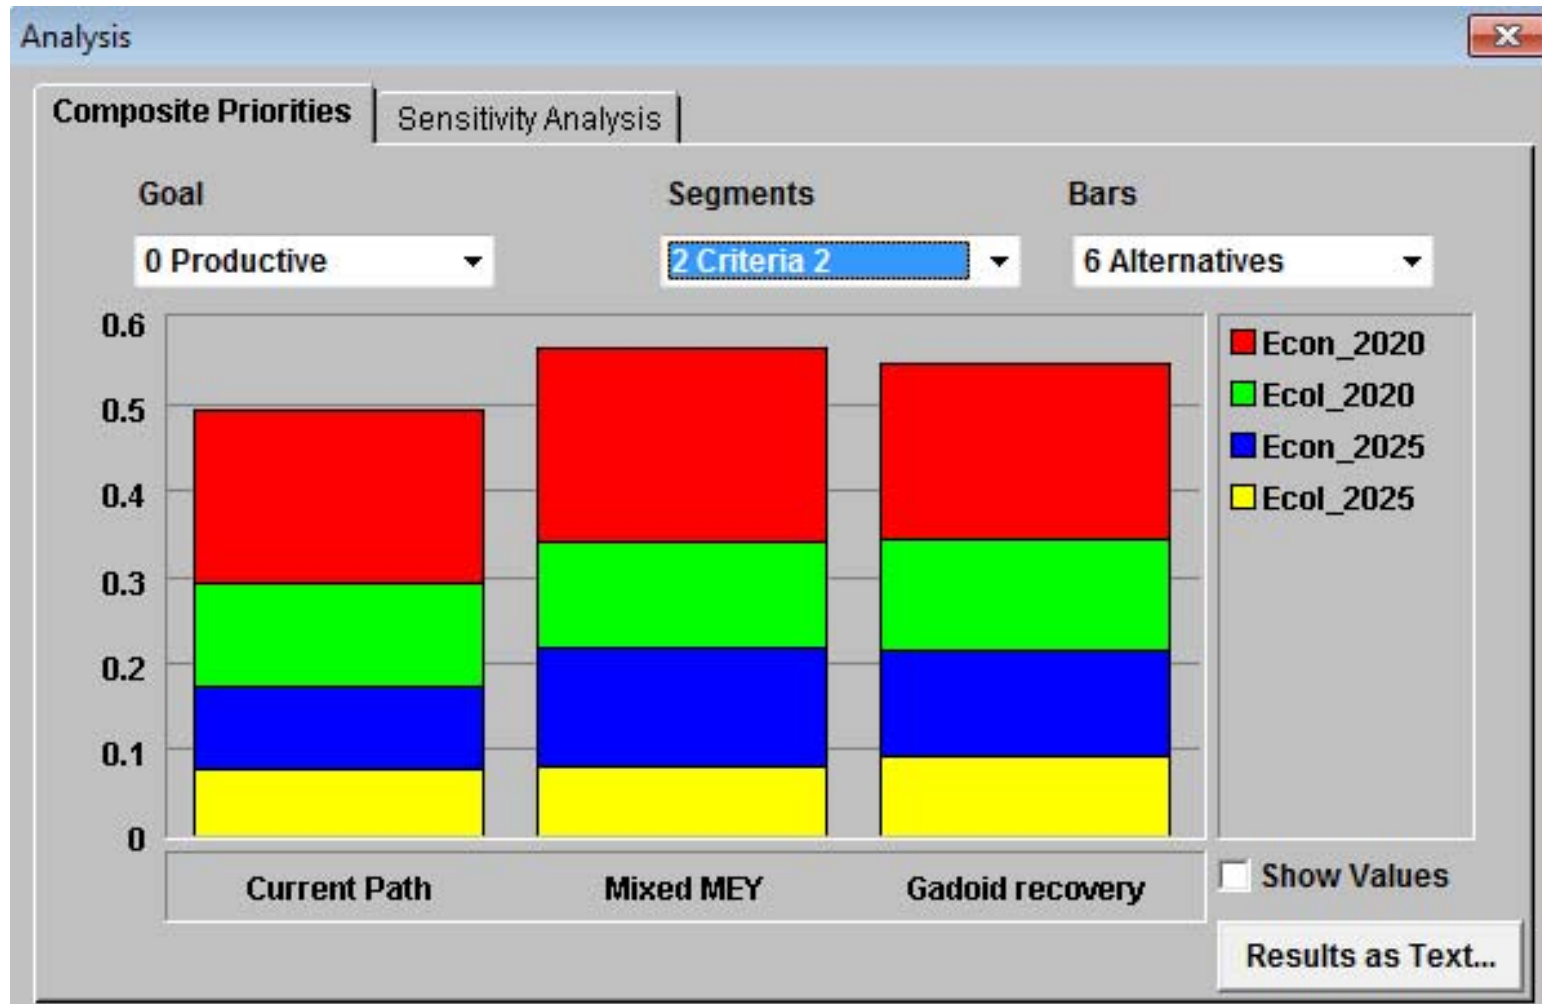 Analysis
Composite Priorities
Sensitivity Analysis
Goal
Segments
Bars
0 Productive
2 Criteria 2
6 Alternatives
0.6
0.5
0.4
0.3
0.2
0.1
0
Econ_2020
Ecol_2020
Econ_2025
Ecol_2025
Current Path
Mixed MEY
Gadoid recovery
Show Values
Results as Text...